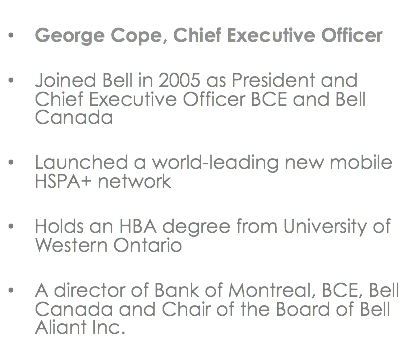 • George Cope, Chief Executive Officer
• Joined Bell in 2005 as President and
Chief Executive Officer BCE and Bell
Canada
• Launched a world-leading new mobile
HSPA+ network
• Holds an HBA degree from University of
Western Ontario
• A director of Bank of Montreal, BCE, Bell
Canada and Chair of the Board of Bell
Aliant Inc.